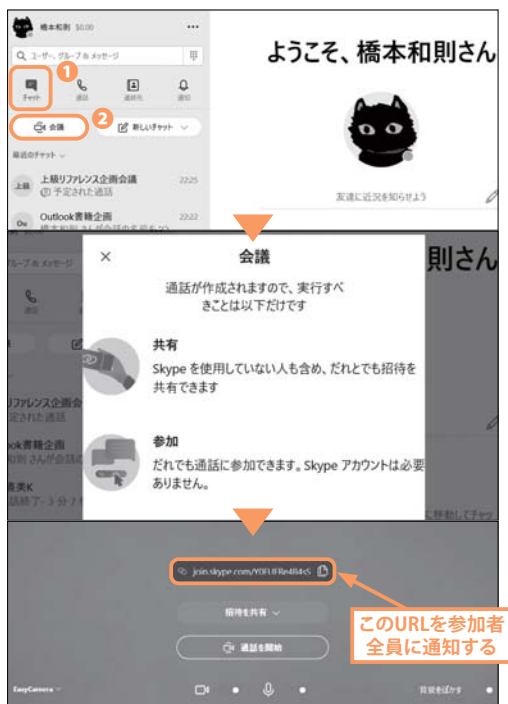 橋本和則 $0.00
ユーザー、グループ & メッセージ
1
チャット
通話
連絡先
通知
会議
2
新しいチャット
最近のチャット
上級
上級リファレンス企画会議
22:25
予定された通話
Ou
Outlook書籍企画
22:22
ようこそ、橋本和則さん
友達に近況を知らせよう
則さん
会議
通話が作成されますので、実行すべ
きことは以下だけです
共有
Skype を使用していない人も含め、だれとでも招待を
共有できます
参加
だれでも通話に参加できます。Skype アカウントは必要
ありません。
招待を共有
通話を開始
このURLを参加者
全員に通知する
EasyCamera
背景をぼかす